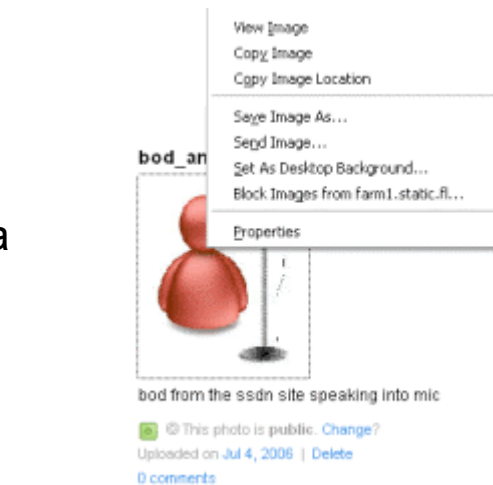 View Image
Copy Image
Copy Image Location
Save Image As...
Send Image...
Set As Desktop Background...
Block Images from farm1.static.fl...
Properties
bod_an
a
bod from the ssdn site speaking into mic
© This photo is public. Change?
Uploaded on Jul 4, 2006 | Delete
0 comments